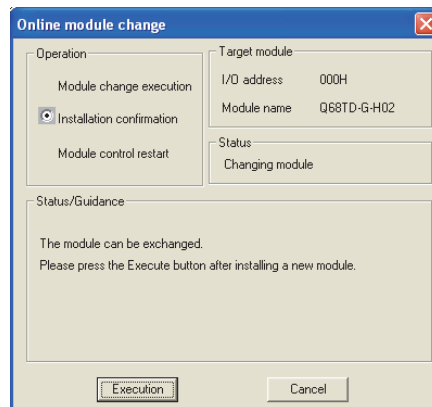 Online module change
Operation
Module change execution
Installation confirmation
Module control restart
Target module
I/O address 000H
Module name Q68TD-G-H02
Status
Changing module
Status/Guidance
The module can be exchanged.
Please press the Execute button after installing a new module.
Execution Cancel